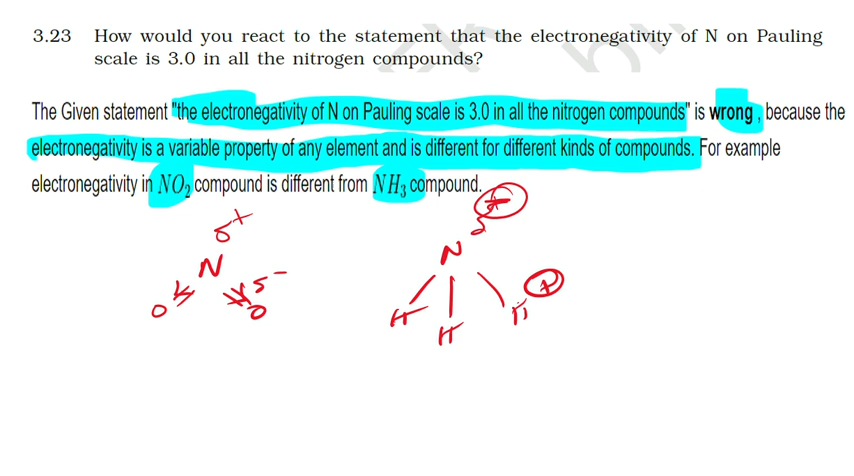 3.23 How would you react to the statement that the electronegativity of N on Pauling
scale is 3.0 in all the nitrogen compounds?
The Given statement "the electronegativity of N on Pauling scale is 3.0 in all the nitrogen compounds" is wrong , because the
electronegativity is a variable property of any element and is different for different kinds of compounds. For example
electronegativity in NO₂ compound is different from NH₃ compound.
δ+
N
δ-
O
O
δ
N
+
H
H
H